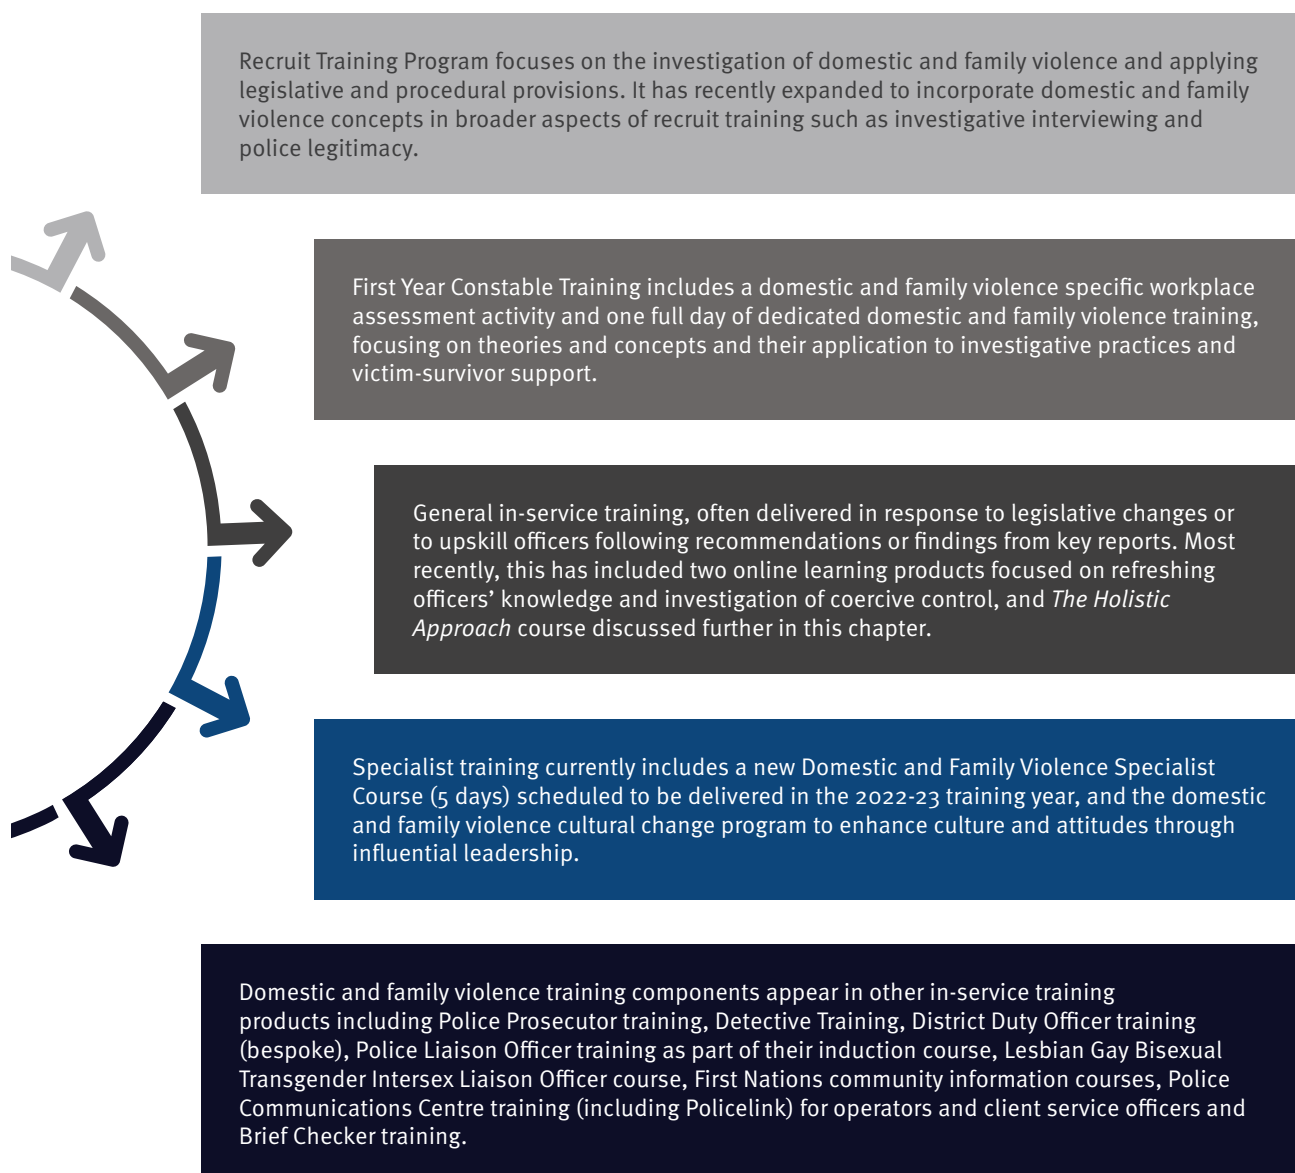 Recruit Training Program focuses on the investigation of domestic and family violence and applying
legislative and procedural provisions. It has recently expanded to incorporate domestic and family
violence concepts in broader aspects of recruit training such as investigative interviewing and
police legitimacy.
First Year Constable Training includes a domestic and family violence specific workplace
assessment activity and one full day of dedicated domestic and family violence training,
focusing on theories and concepts and their application to investigative practices and
victim-survivor support.
General in-service training, often delivered in response to legislative changes or
to upskill officers following recommendations or findings from key reports. Most
recently, this has included two online learning products focused on refreshing
officers’ knowledge and investigation of coercive control, and The Holistic
Approach course discussed further in this chapter.
Specialist training currently includes a new Domestic and Family Violence Specialist
Course (5 days) scheduled to be delivered in the 2022-23 training year, and the domestic
and family violence cultural change program to enhance culture and attitudes through
influential leadership.
Domestic and family violence training components appear in other in-service training
products including Police Prosecutor training, Detective Training, District Duty Officer training
(bespoke), Police Liaison Officer training as part of their induction course, Lesbian Gay Bisexual
Transgender Intersex Liaison Officer course, First Nations community information courses, Police
Communications Centre training (including Policelink) for operators and client service officers and
Brief Checker training.